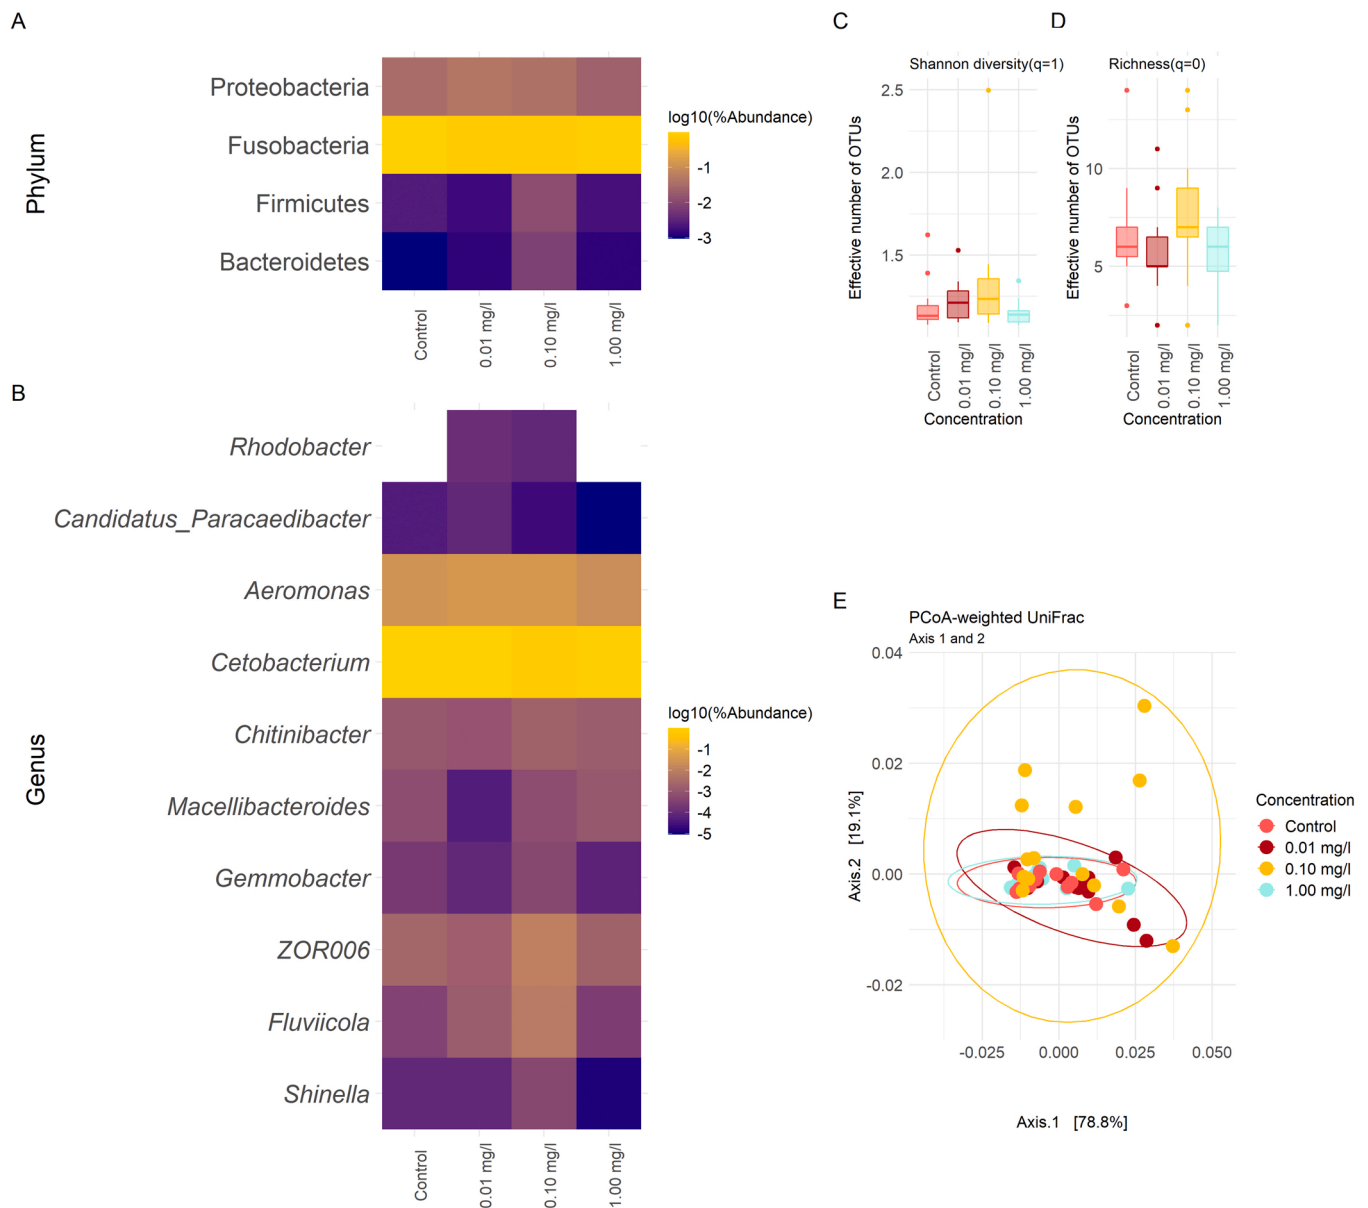 A
Phylum
Proteobacteria
Fusobacteria
Firmicutes
Bacteroidetes
Control
0.01 mg/l
0.10 mg/l
1.00 mg/l
log10(%Abundance)
-1
-2
-3
B
Genus
Rhodobacter
Candidatus_Paracaedibacter
Aeromonas
Cetobacterium
Chitinibacter
Macellibacteroides
Gemmobacter
ZOR006
Fluviicola
Shinella
Control
0.01 mg/l
0.10 mg/l
1.00 mg/l
log10(%Abundance)
-1
-2
-3
-4
-5
C
Shannon diversity(q=1)
Effective number of OTUs
2.5
2.0
1.5
Control
0.01 mg/l
0.10 mg/l
1.00 mg/l
Concentration
D
Richness(q=0)
Effective number of OTUs
10
5
Control
0.01 mg/l
0.10 mg/l
1.00 mg/l
Concentration
E
PCoA-weighted UniFrac
Axis 1 and 2
Axis.2 [19.1%]
0.04
0.02
0.00
-0.02
-0.025 0.000 0.025 0.050
Axis.1 [78.8%]
Concentration
Control
0.01 mg/l
0.10 mg/l
1.00 mg/l